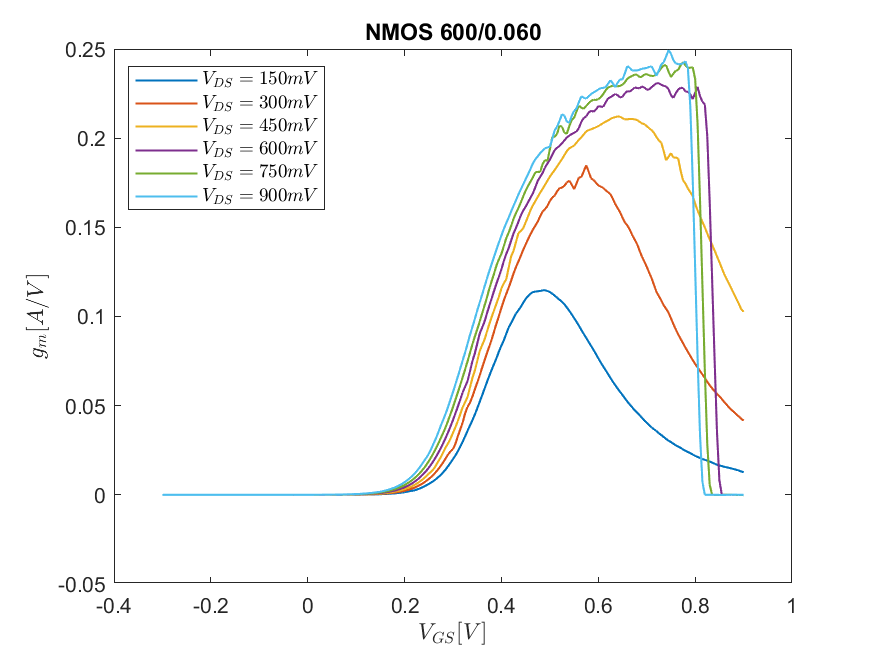 NMOS 600/0.060
0.25
0.2
0.15
0.1
0.05
0
-0.05
g_m[A/V]
V_DS = 150mV
V_DS = 300mV
V_DS = 450mV
V_DS = 600mV
V_DS = 750mV
V_DS = 900mV
-0.4 -0.2 0 0.2 0.4 0.6 0.8 1
V_GS[V]